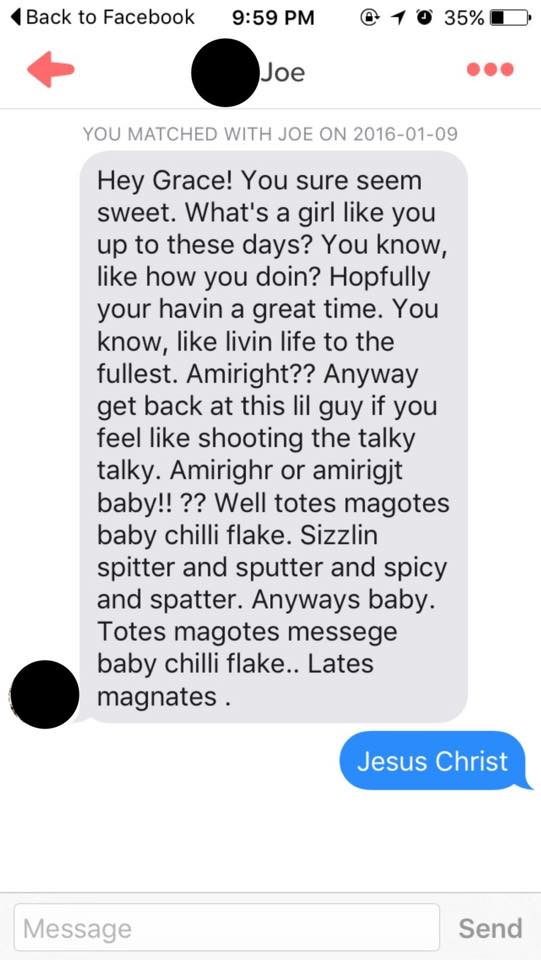 Back to Facebook 9:59 PM 35%
Joe
YOU MATCHED WITH JOE ON 2016-01-09
Hey Grace! You sure seem
sweet. What's a girl like you
up to these days? You know,
like how you doin? Hopfully
your havin a great time. You
know, like livin life to the
fullest. Amiright?? Anyway
get back at this lil guy if you
feel like shooting the talky
talky. Amirighr or amirigjt
baby!! ?? Well totes magotes
baby chilli flake. Sizzlin
spitter and sputter and spicy
and spatter. Anyways baby.
Totes magotes messege
baby chilli flake.. Lates
magnates .
Jesus Christ
Message Send